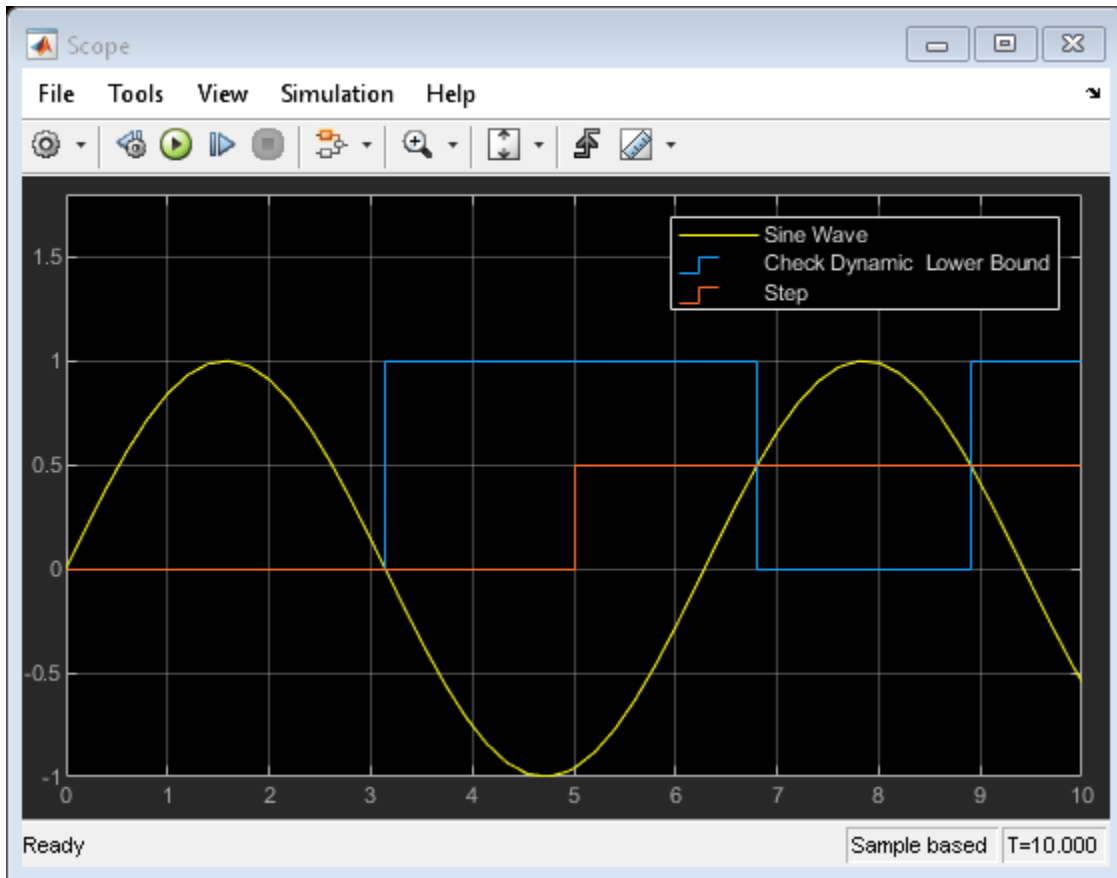 Scope
File Tools View Simulation Help
Sine Wave
Check Dynamic  Lower Bound
Step
1.5
1
0.5
0
-0.5
-1
0 1 2 3 4 5 6 7 8 9 10
Ready Sample based T=10.000